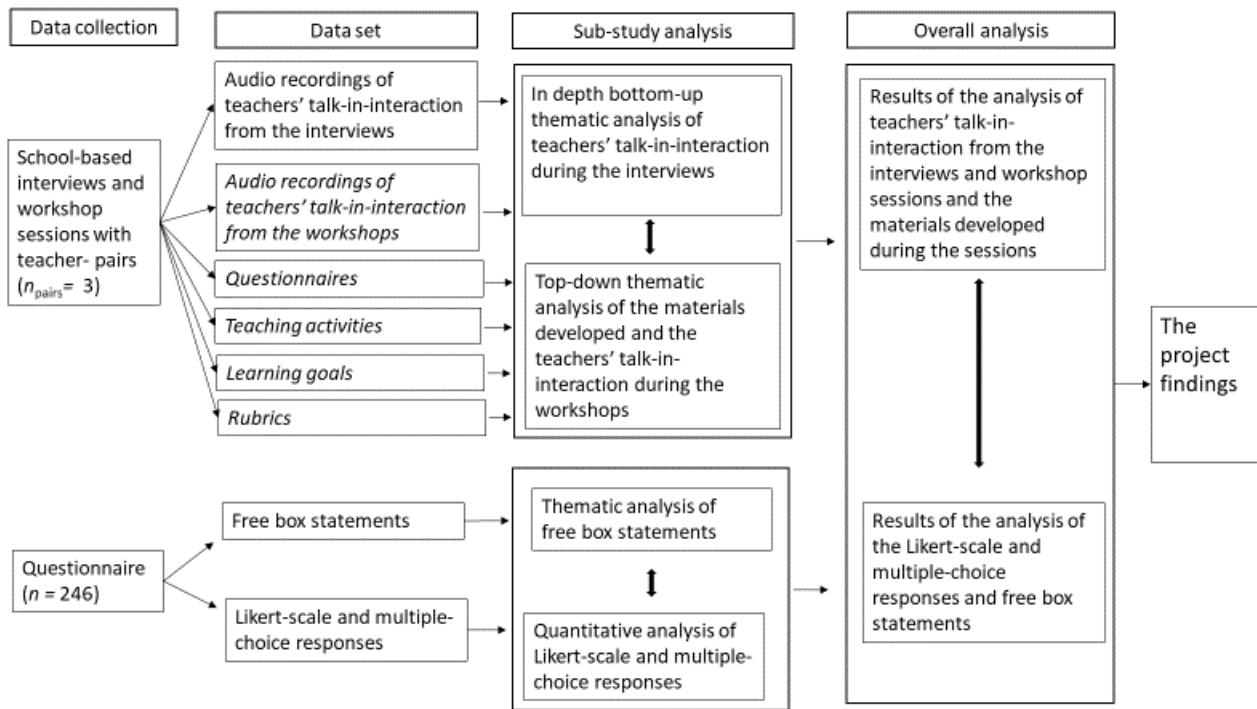 Data collection
Data set
Sub-study analysis
Overall analysis
School-based
interviews and
workshop
sessions with
teacher- pairs
(n_pairs= 3)
Audio recordings of
teachers’ talk-in-interaction
from the interviews
Audio recordings of
teachers’ talk-in-interaction
from the workshops
Questionnaires
Teaching activities
Learning goals
Rubrics
In depth bottom-up
thematic analysis of
teachers’ talk-in-interaction
during the interviews
Top-down thematic
analysis of the materials
developed and the
teachers’ talk-in-
interaction during the
workshops
Results of the analysis of
teachers’ talk-in-
interaction from the
interviews and workshop
sessions and the
materials developed
during the sessions
The
project
findings
Questionnaire
(n = 246)
Free box statements
Likert-scale and multiple-
choice responses
Thematic analysis of
free box statements
Quantitative analysis of
Likert-scale and multiple-
choice responses
Results of the analysis of
the Likert-scale and
multiple-choice
responses and free box
statements